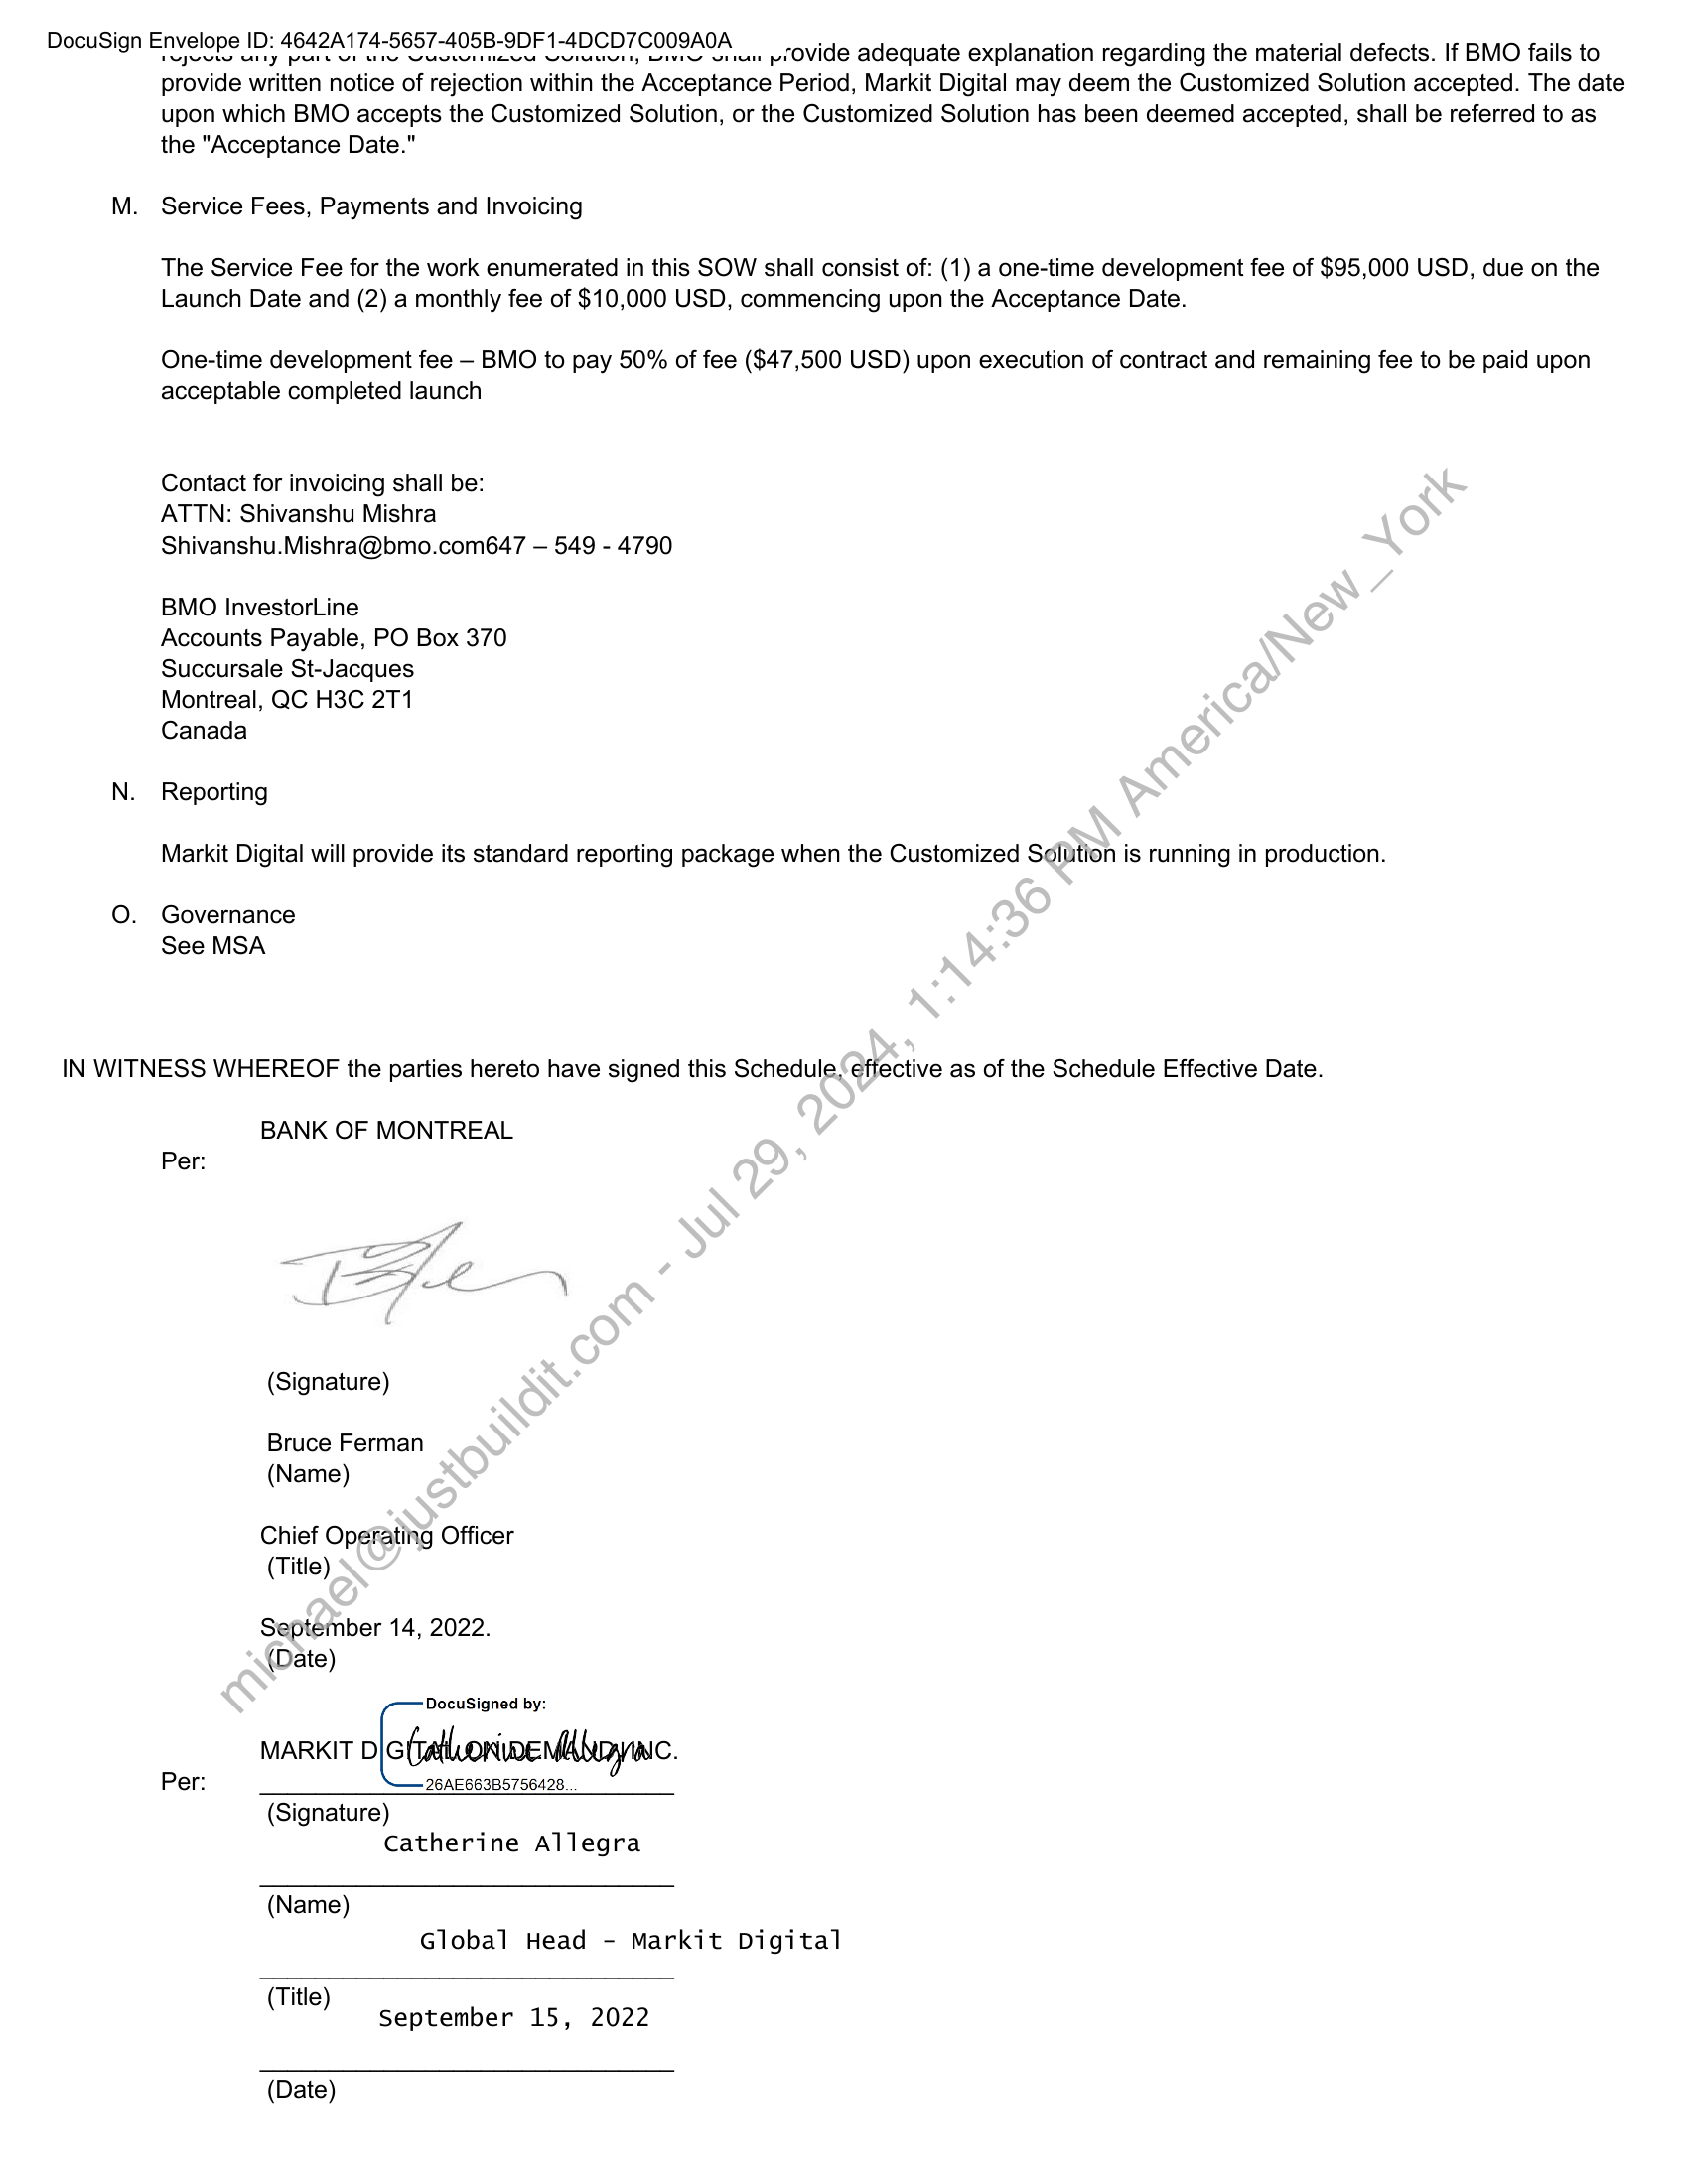 DocuSign Envelope ID: 4642A174-5657-405B-9DF1-4DCD7C009A0A
rejects any part of the Customized Solution, BMO shall provide adequate explanation regarding the material defects. If BMO fails to
provide written notice of rejection within the Acceptance Period, Markit Digital may deem the Customized Solution accepted. The date
upon which BMO accepts the Customized Solution, or the Customized Solution has been deemed accepted, shall be referred to as
the "Acceptance Date."
M. Service Fees, Payments and Invoicing
The Service Fee for the work enumerated in this SOW shall consist of: (1) a one-time development fee of $95,000 USD, due on the
Launch Date and (2) a monthly fee of $10,000 USD, commencing upon the Acceptance Date.
One-time development fee – BMO to pay 50% of fee ($47,500 USD) upon execution of contract and remaining fee to be paid upon
acceptable completed launch
Contact for invoicing shall be:
ATTN: Shivanshu Mishra
Shivanshu.Mishra@bmo.com647 – 549 - 4790
BMO InvestorLine
Accounts Payable, PO Box 370
Succursale St-Jacques
Montreal, QC H3C 2T1
Canada
N. Reporting
Markit Digital will provide its standard reporting package when the Customized Solution is running in production.
O. Governance
See MSA
IN WITNESS WHEREOF the parties hereto have signed this Schedule, effective as of the Schedule Effective Date.
BANK OF MONTREAL
Per:
(Signature)
Bruce Ferman
(Name)
Chief Operating Officer
(Title)
September 14, 2022.
(Date)
DocuSigned by:
Catherine Allegra
MARKIT DIGITAL ON DEMAND, INC.
Per:
26AE663B5756428...
(Signature)
Catherine Allegra
(Name)
Global Head - Markit Digital
(Title)
September 15, 2022
(Date)
michael@justbuildit.com - Jul 29, 2024, 1:14:36 PM America/New_York